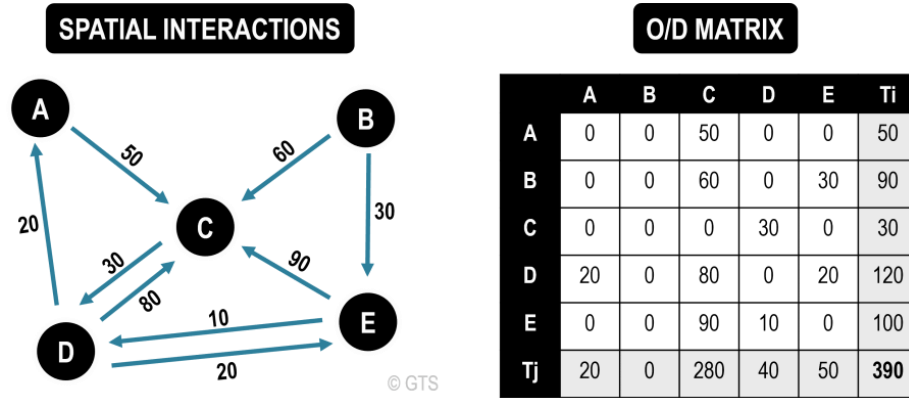 SPATIAL INTERACTIONS
A
B
50
60
20
30
C
30
90
80
10
D
E
20
© GTS
O/D MATRIX
A B C D E Ti
A 0 0 50 0 0 50
B 0 0 60 0 30 90
C 0 0 0 30 0 30
D 20 0 80 0 20 120
E 0 0 90 10 0 100
Tj 20 0 280 40 50 390